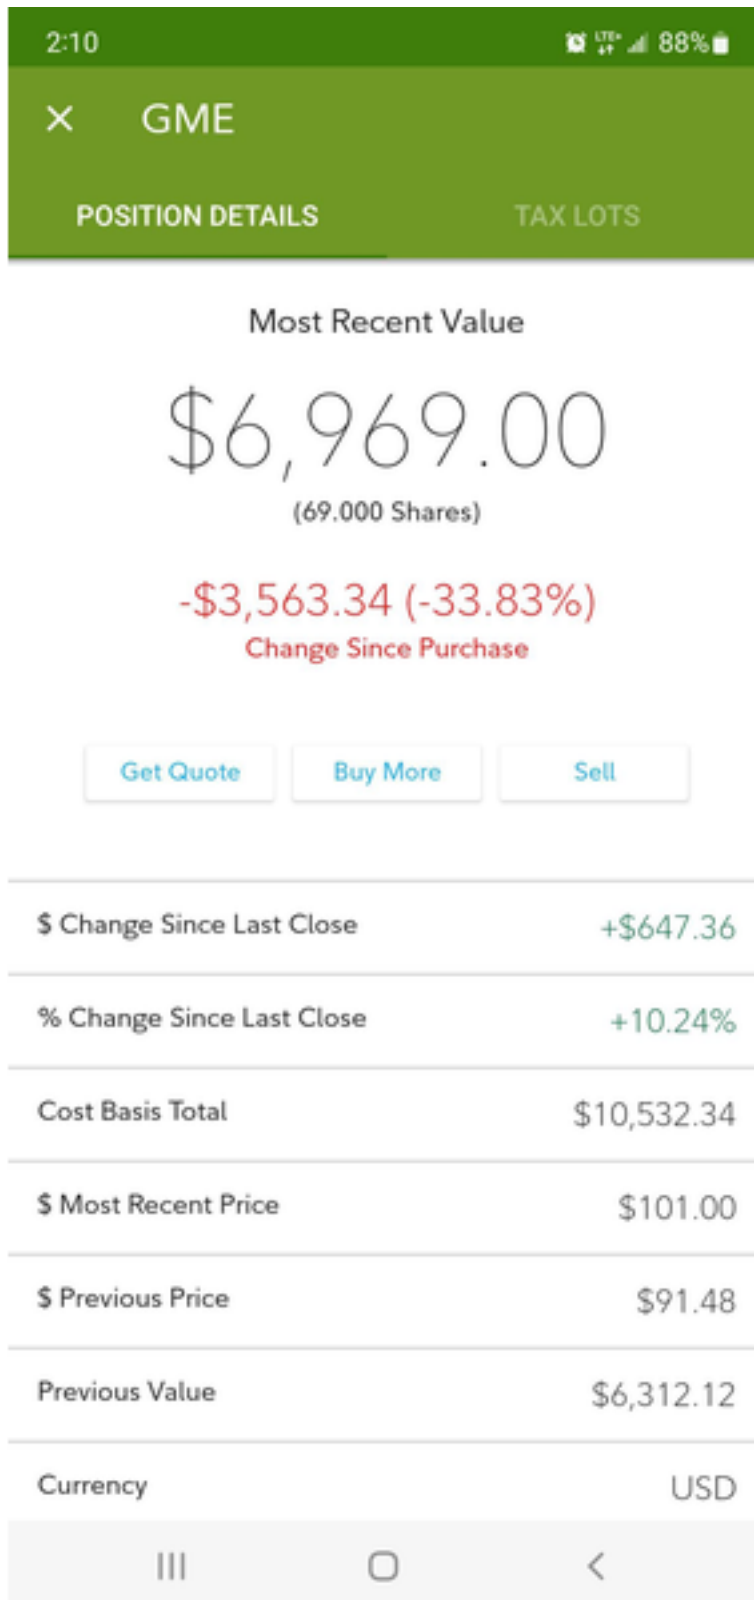 2:10 LTE+ 88%
GME
POSITION DETAILS TAX LOTS
Most Recent Value
$6,969.00
(69.000 Shares)
-$3,563.34 (-33.83%)
Change Since Purchase
Get Quote Buy More Sell
$ Change Since Last Close +$647.36
% Change Since Last Close +10.24%
Cost Basis Total $10,532.34
$ Most Recent Price $101.00
$ Previous Price $91.48
Previous Value $6,312.12
Currency USD